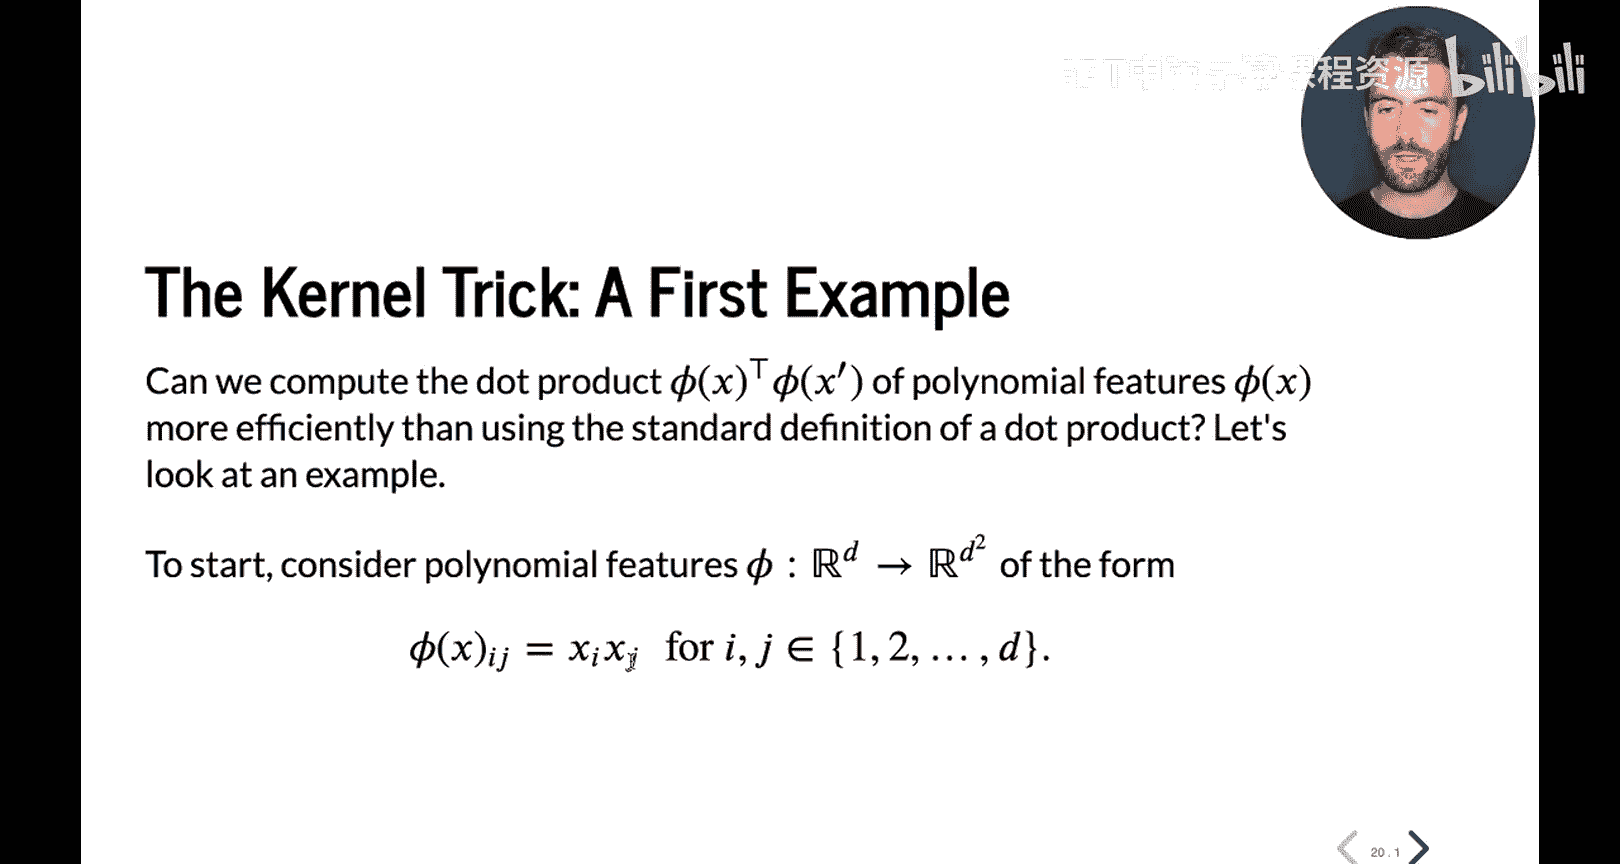 课程资源 bilibili
The Kernel Trick: A First Example
Can we compute the dot product ϕ(x)⊤ϕ(x′) of polynomial features ϕ(x)
more efficiently than using the standard definition of a dot product? Let's
look at an example.
To start, consider polynomial features ϕ : ℝᵈ → ℝ^{d²} of the form
ϕ(x)ᵢⱼ = xᵢxⱼ for i, j ∈ {1, 2, … , d}.
20 . 1